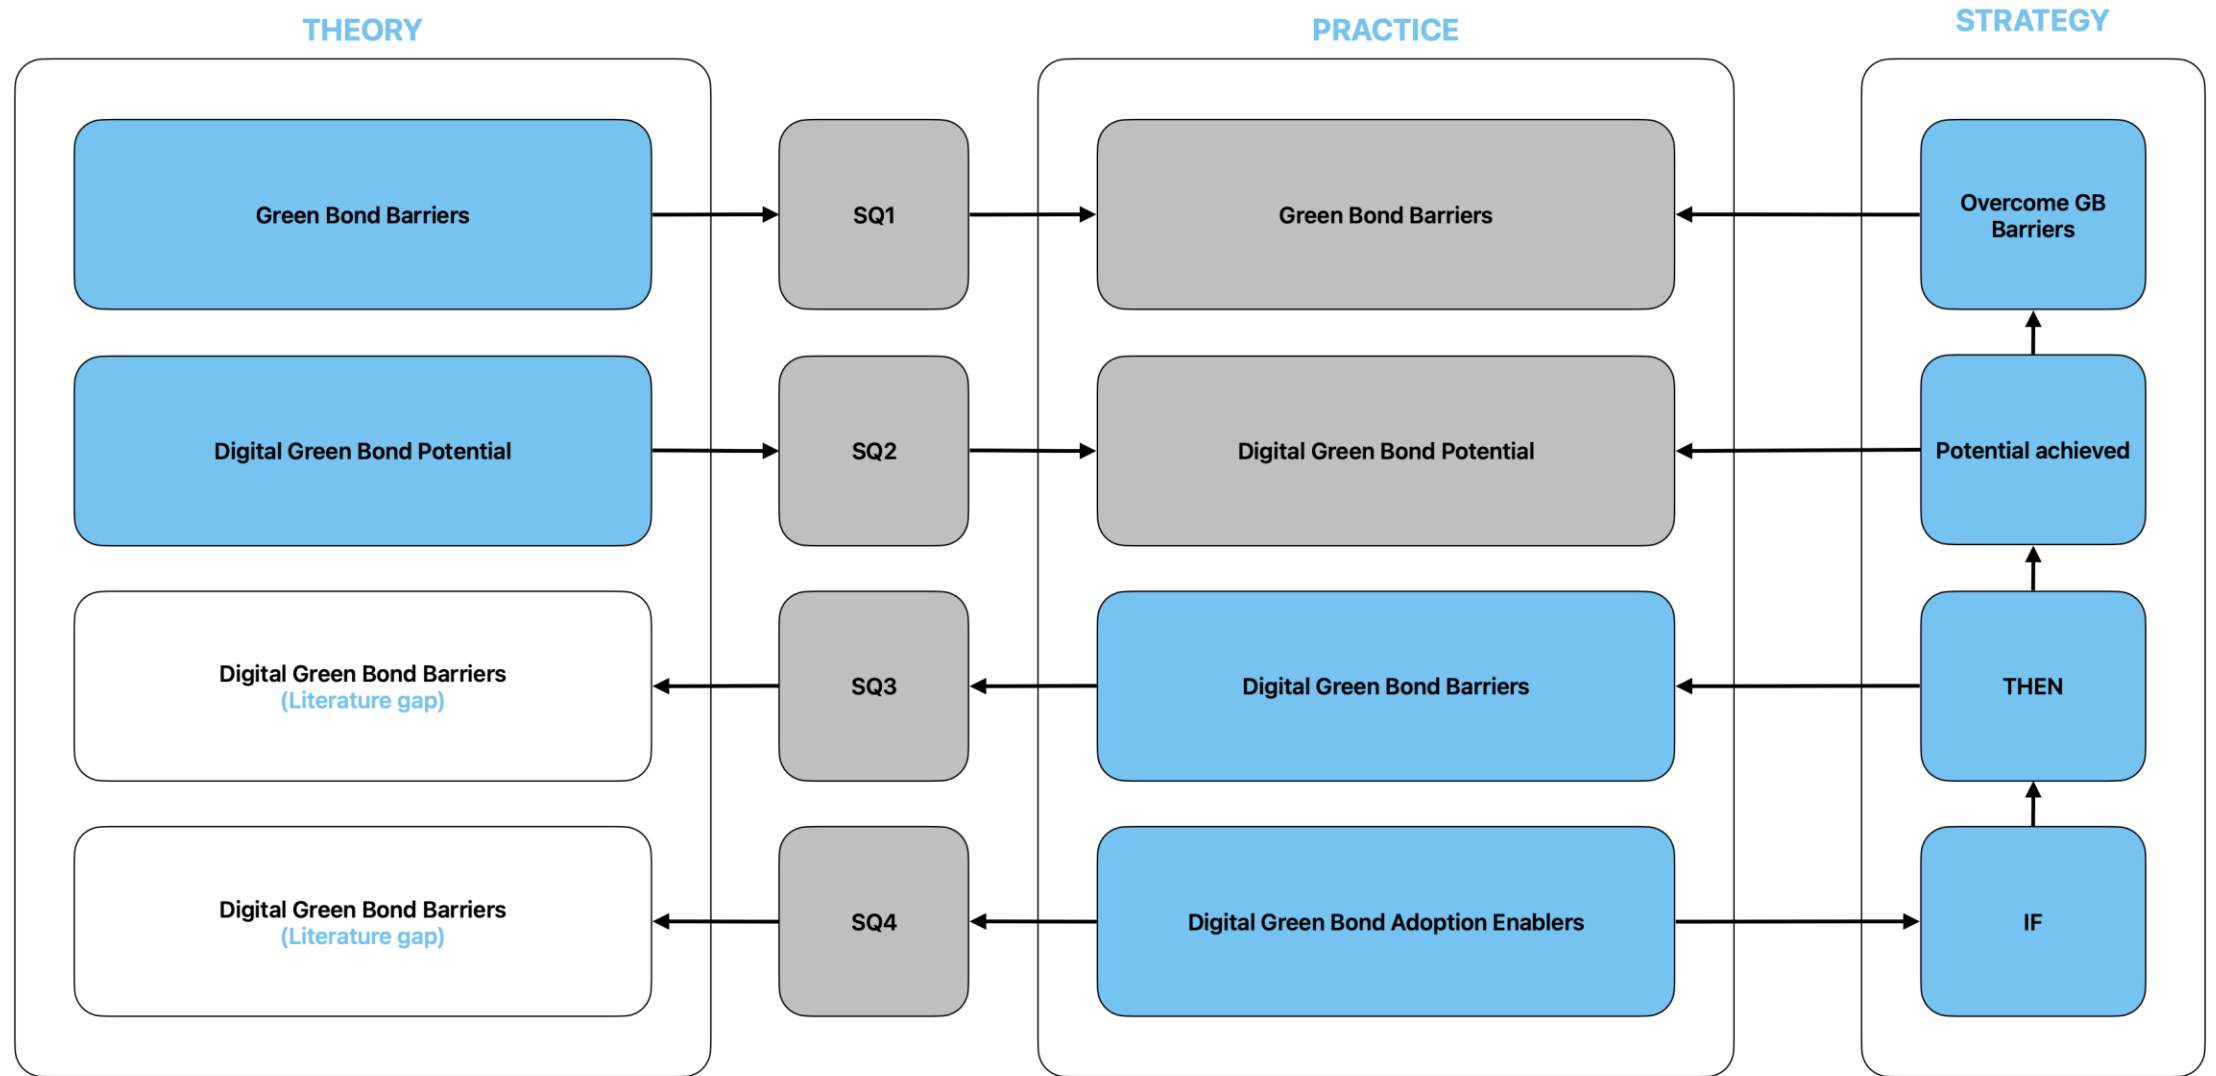 THEORY
PRACTICE
STRATEGY
Green Bond Barriers
SQ1
Green Bond Barriers
Overcome GB
Barriers
Digital Green Bond Potential
SQ2
Digital Green Bond Potential
Potential achieved
Digital Green Bond Barriers
(Literature gap)
SQ3
Digital Green Bond Barriers
THEN
Digital Green Bond Barriers
(Literature gap)
SQ4
Digital Green Bond Adoption Enablers
IF